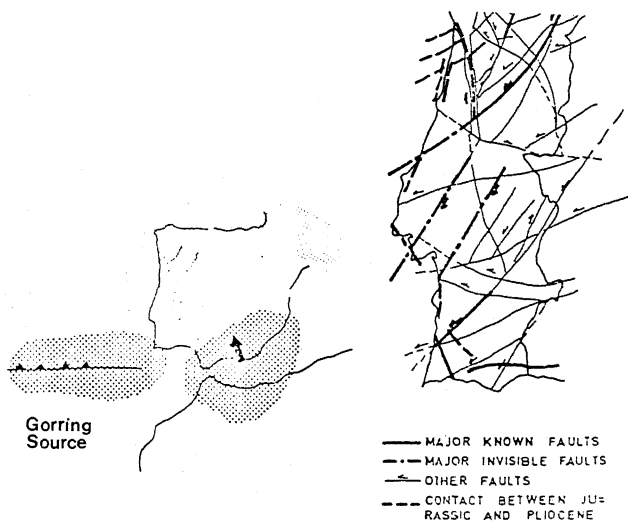 Gorring
Source
MAJOR KNOWN FAULTS
MAJOR INVISIBLE FAULTS
OTHER FAULTS
CONTACT BETWEEN JU=
RASSIC AND PLIOCENE